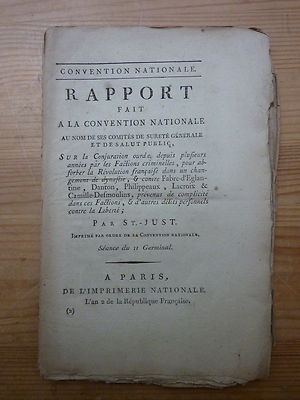 CONVENTION NATIONALE.
RAPPORT
FAIT
A LA CONVENTION NATIONALE
AU NOM DE SES COMITÉS DE SURETÉ GÉNÉRALE
ET DE SALUT PUBLIC,
SUR la Conjuration ourdie, depuis plusieurs
années par les Factions criminelles, pour ab-
sorber la Révolution française dans un chan-
gement de dynastie, & contre Fabre-d'Eglan-
tine, Danton, Philippeaux, Lacroix &
Camille-Desmoulins, prévenus de complicité
dans ces Factions, & d'autres délits personnels
contre la Liberté;
PAR ST.-JUST.
IMPRIMÉ PAR ORDRE DE LA CONVENTION NATIONALE.
Séance du 11 Germinal.
A PARIS,
DE L'IMPRIMERIE NATIONALE.
L'an 2 de la République Française.
(2)